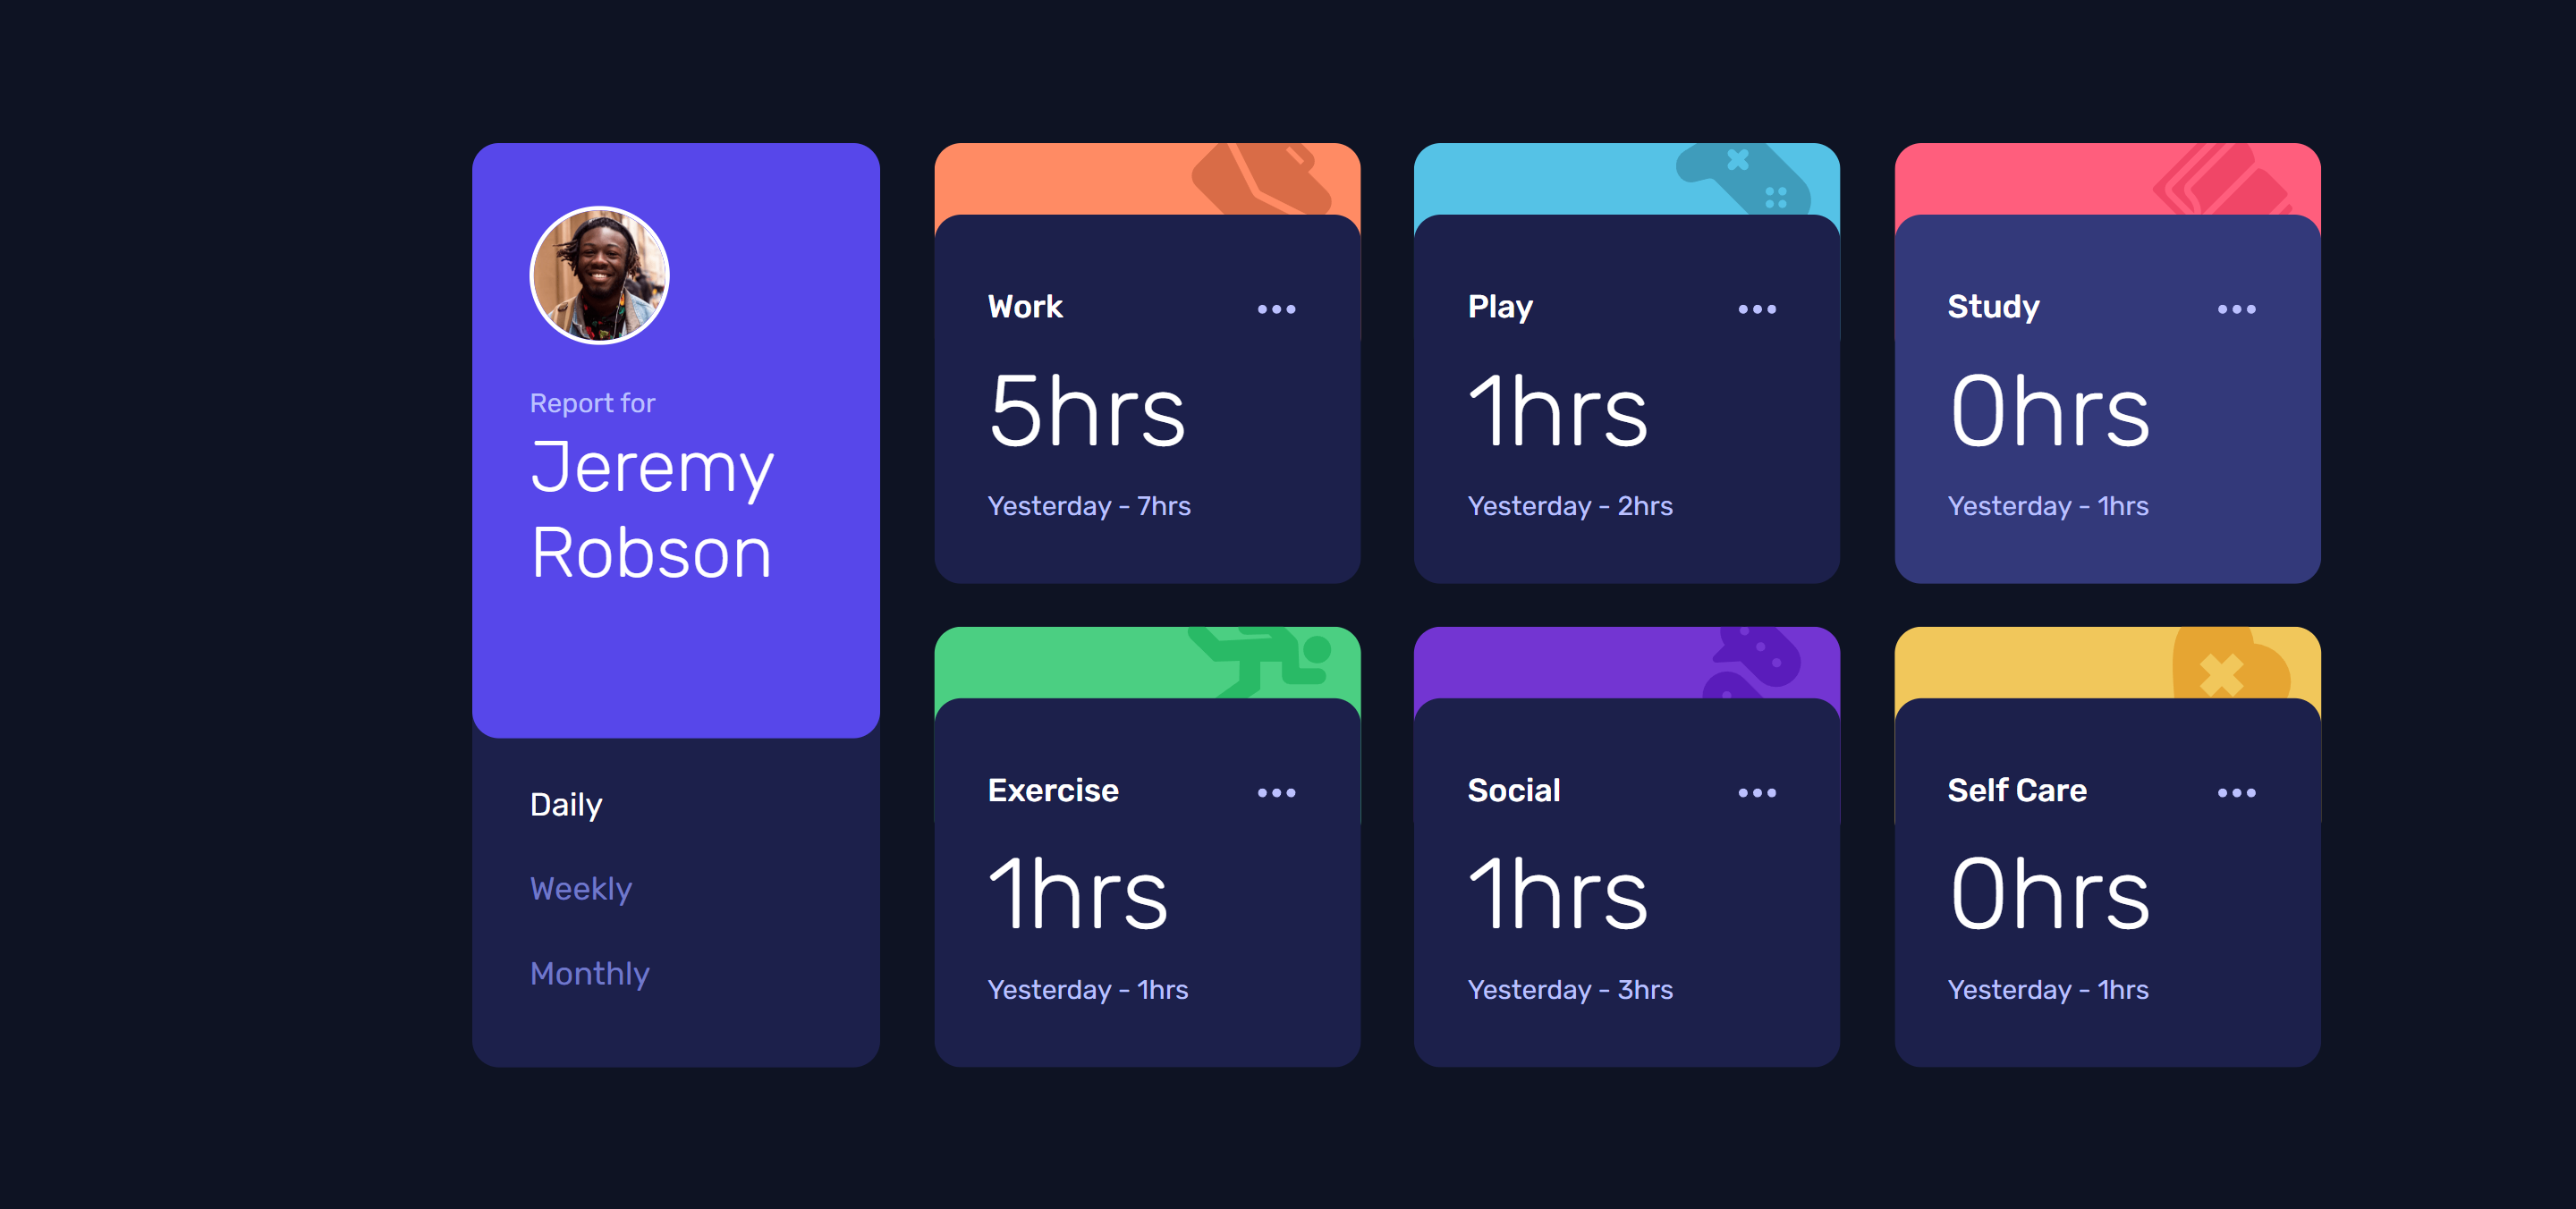 Report for
Jeremy
Robson
Daily
Weekly
Monthly
Work
5hrs
Yesterday - 7hrs
Play
1hrs
Yesterday - 2hrs
Study
0hrs
Yesterday - 1hrs
Exercise
1hrs
Yesterday - 1hrs
Social
1hrs
Yesterday - 3hrs
Self Care
0hrs
Yesterday - 1hrs